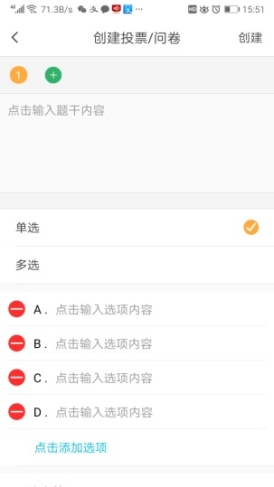 4G 71.38/s 15:51
创建投票/问卷 创建
1
点击输入题干内容
单选
多选
A . 点击输入选项内容
B . 点击输入选项内容
C . 点击输入选项内容
D . 点击输入选项内容
点击添加选项